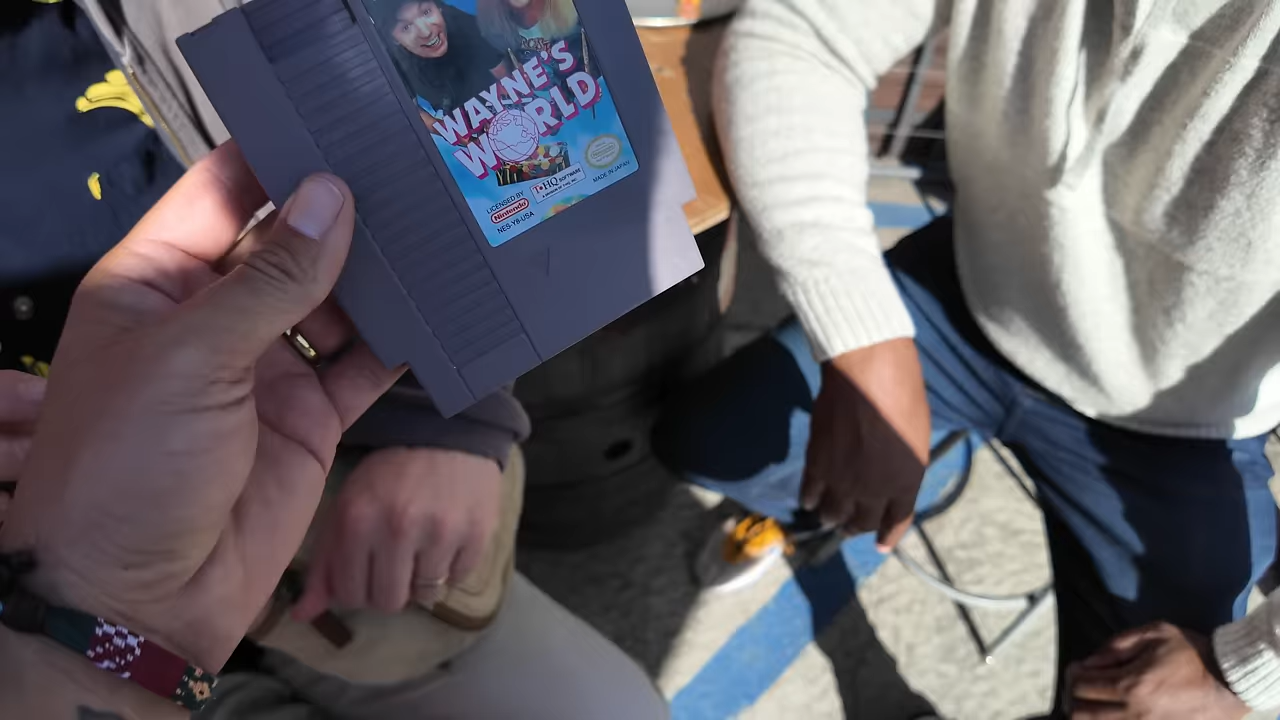 WAYNE'S
WORLD
LICENSED BY
Nintendo
NES-Y8-USA
T·HQ SOFTWARE
MADE IN JAPAN